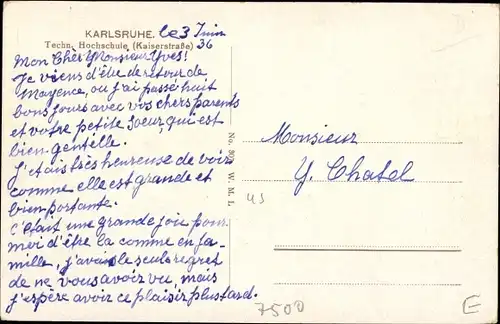 KARLSRUHE.
Techn. Hochschule (Kaiserstraße)
le 3 Juin
36
Mon Cher Monsieur Yves!
Je viens d'être de retour de
Mayence, ou j'ai passé huit
bons jours avec vos chers parents
et votre petite soeur, qui est
bien gentille.
J'étais très heureuse de voir
comme elle est grande et
bien portante.
C'était une grande joie pour
moi d'être la comme en fa-
mille, j'avais le seul regret
de ne vous avoir vu, mais
j'espère avoir ce plaisir plus tard.
W. M. L.
Monsieur
Y. Chatel
7500
E